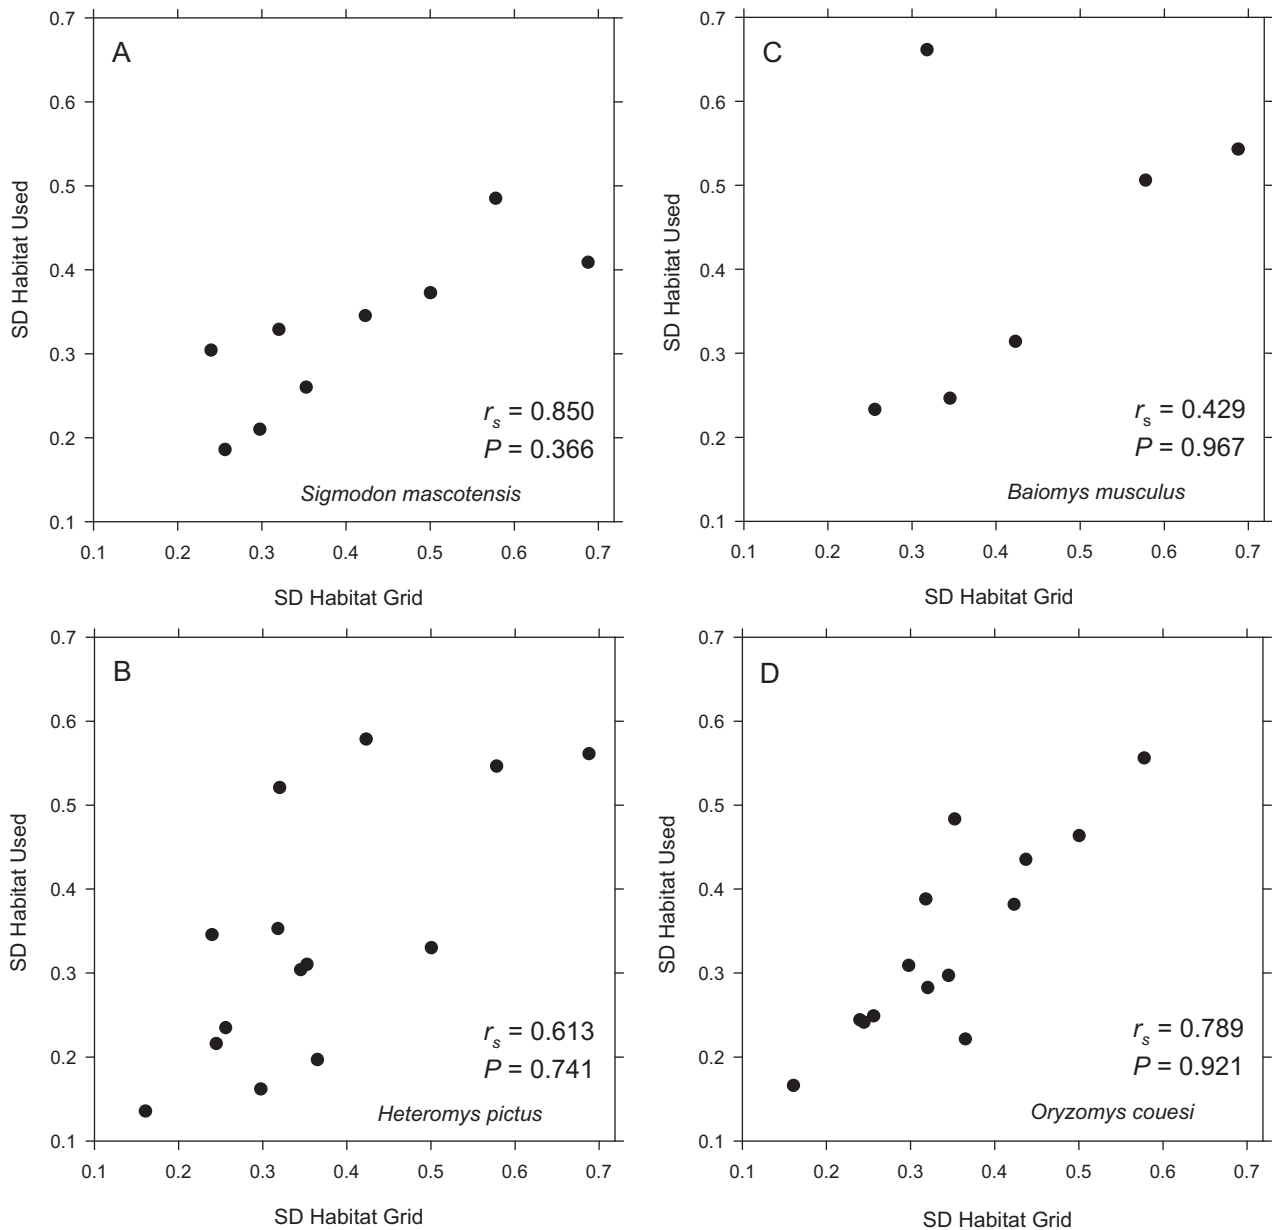 A
0.7
0.6
0.5
0.4
0.3
0.2
0.1
SD Habitat Used
rs = 0.850
P = 0.366
Sigmodon mascotensis
0.1 0.2 0.3 0.4 0.5 0.6 0.7
SD Habitat Grid
C
0.7
0.6
0.5
0.4
0.3
0.2
0.1
SD Habitat Used
rs = 0.429
P = 0.967
Baiomys musculus
0.1 0.2 0.3 0.4 0.5 0.6 0.7
SD Habitat Grid
B
0.7
0.6
0.5
0.4
0.3
0.2
0.1
SD Habitat Used
rs = 0.613
P = 0.741
Heteromys pictus
0.1 0.2 0.3 0.4 0.5 0.6 0.7
SD Habitat Grid
D
0.7
0.6
0.5
0.4
0.3
0.2
0.1
SD Habitat Used
rs = 0.789
P = 0.921
Oryzomys couesi
0.1 0.2 0.3 0.4 0.5 0.6 0.7
SD Habitat Grid